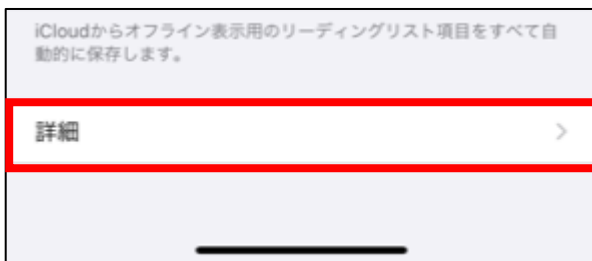 iCloudからオフライン表示用のリーディングリスト項目をすべて自
動的に保存します。
詳細